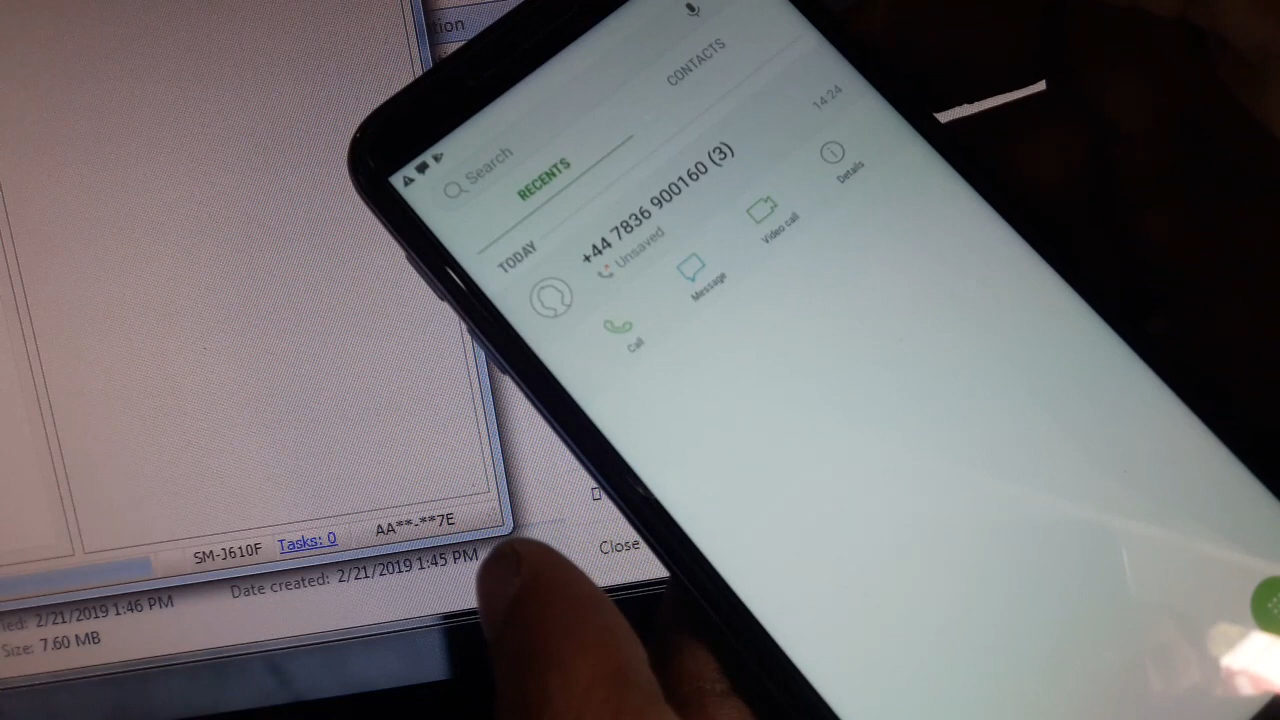 tion
SM-J610F
Tasks: 0
AA**-**7E
2/21/2019 1:46 PM
Date created: 2/21/2019 1:45 PM
Size: 7.60 MB
Close
Search
RECENTS
CONTACTS
TODAY
+44 7836 900160 (3)
14:24
Unsaved
Call
Message
Video call
Details